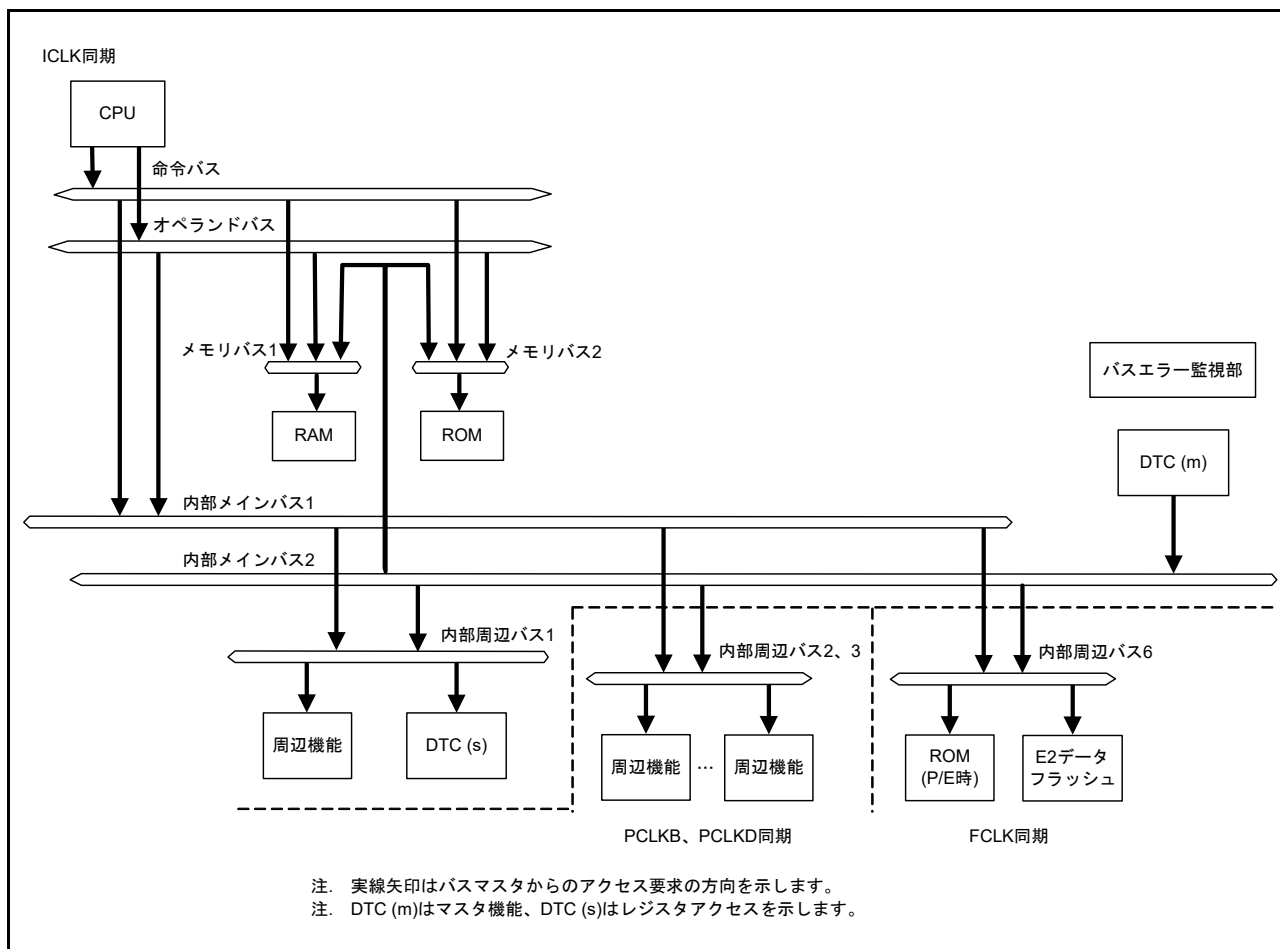 ICLK同期
CPU
命令バス
オペランドバス
メモリバス1
メモリバス2
バスエラー監視部
RAM
ROM
DTC (m)
内部メインバス1
内部メインバス2
内部周辺バス1
内部周辺バス2、3
内部周辺バス6
周辺機能
DTC (s)
周辺機能
…
周辺機能
ROM
(P/E時)
E2データ
フラッシュ
PCLKB、PCLKD同期
FCLK同期
注. 実線矢印はバスマスタからのアクセス要求の方向を示します。
注. DTC (m)はマスタ機能、DTC (s)はレジスタアクセスを示します。